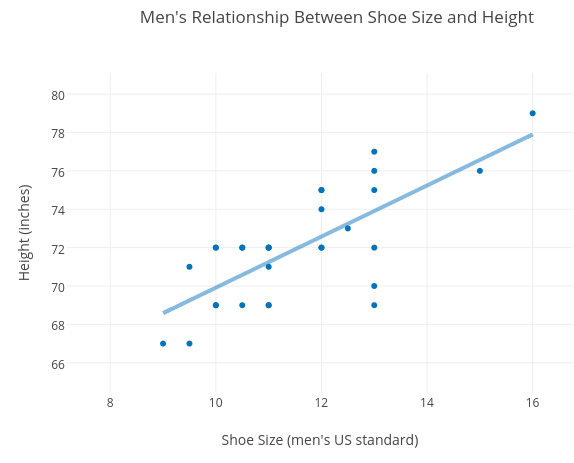 Men's Relationship Between Shoe Size and Height
80
78
76
74
72
70
68
66
Height (inches)
8 10 12 14 16
Shoe Size (men's US standard)